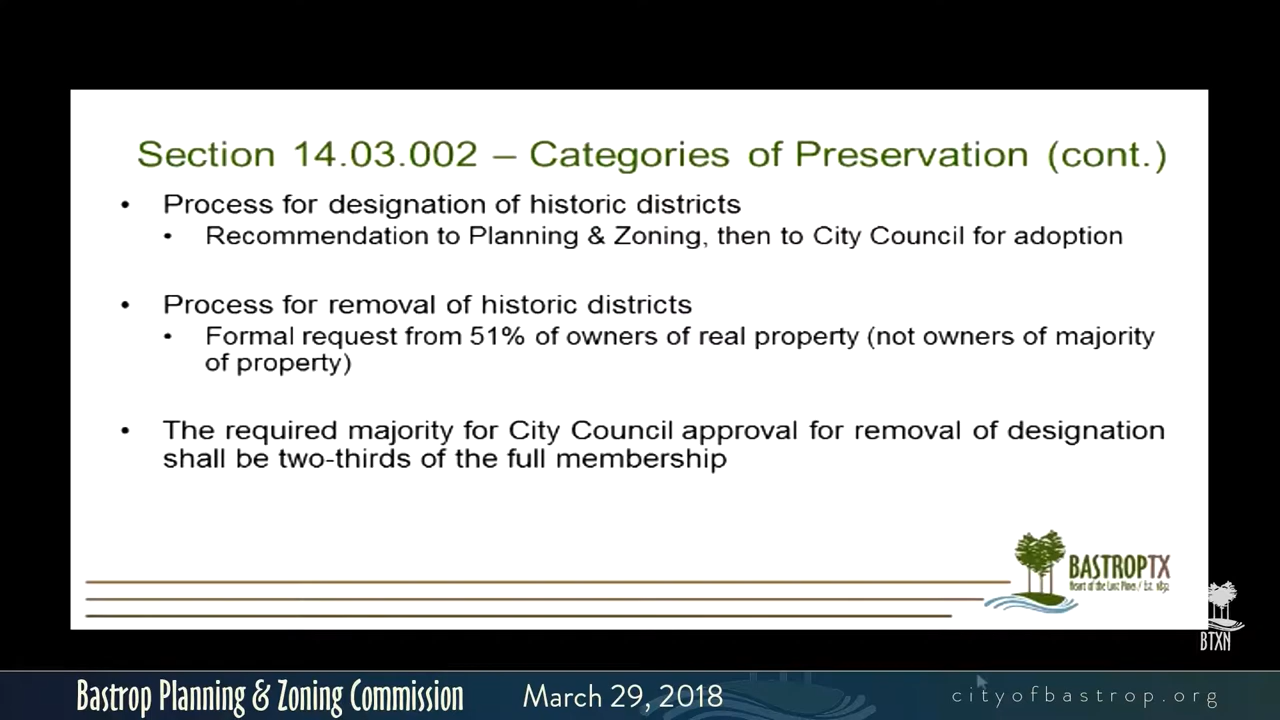 Section 14.03.002 – Categories of Preservation (cont.)
• Process for designation of historic districts
• Recommendation to Planning & Zoning, then to City Council for adoption
• Process for removal of historic districts
• Formal request from 51% of owners of real property (not owners of majority
of property)
• The required majority for City Council approval for removal of designation
shall be two-thirds of the full membership
BASTROPTX
Heart of the Lost Pines / Est. 1832
BTXN
Bastrop Planning & Zoning Commission
March 29, 2018
cityofbastrop.org